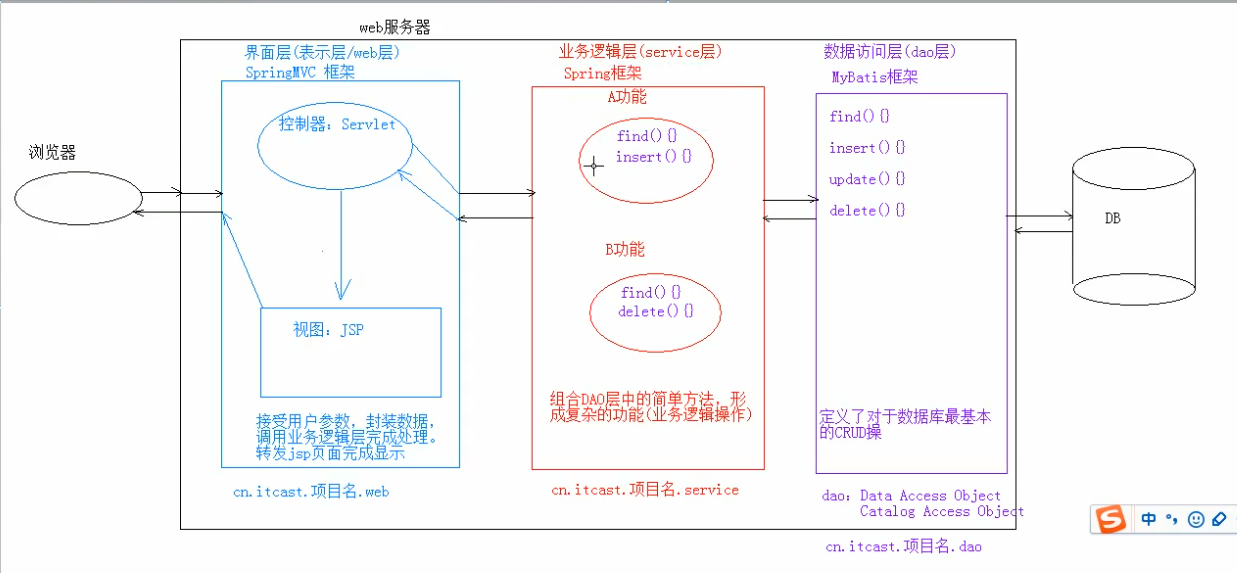 web服务器
界面层(表示层/web层)
SpringMVC 框架
控制器：Servlet
视图：JSP
接受用户参数，封装数据，
调用业务逻辑层完成处理。
转发jsp页面完成显示
cn.itcast.项目名.web
浏览器
业务逻辑层(service层)
Spring框架
A功能
find(){}
insert(){}
B功能
find(){}
delete(){}
组合DAO层中的简单方法，形
成复杂的功能(业务逻辑操作)
cn.itcast.项目名.service
数据访问层(dao层)
MyBatis框架
find(){}
insert(){}
update(){}
delete(){}
定义了对于数据库最基本
的CRUD操
dao：Data Access Object
Catalog Access Object
cn.itcast.项目名.dao
DB
S 中